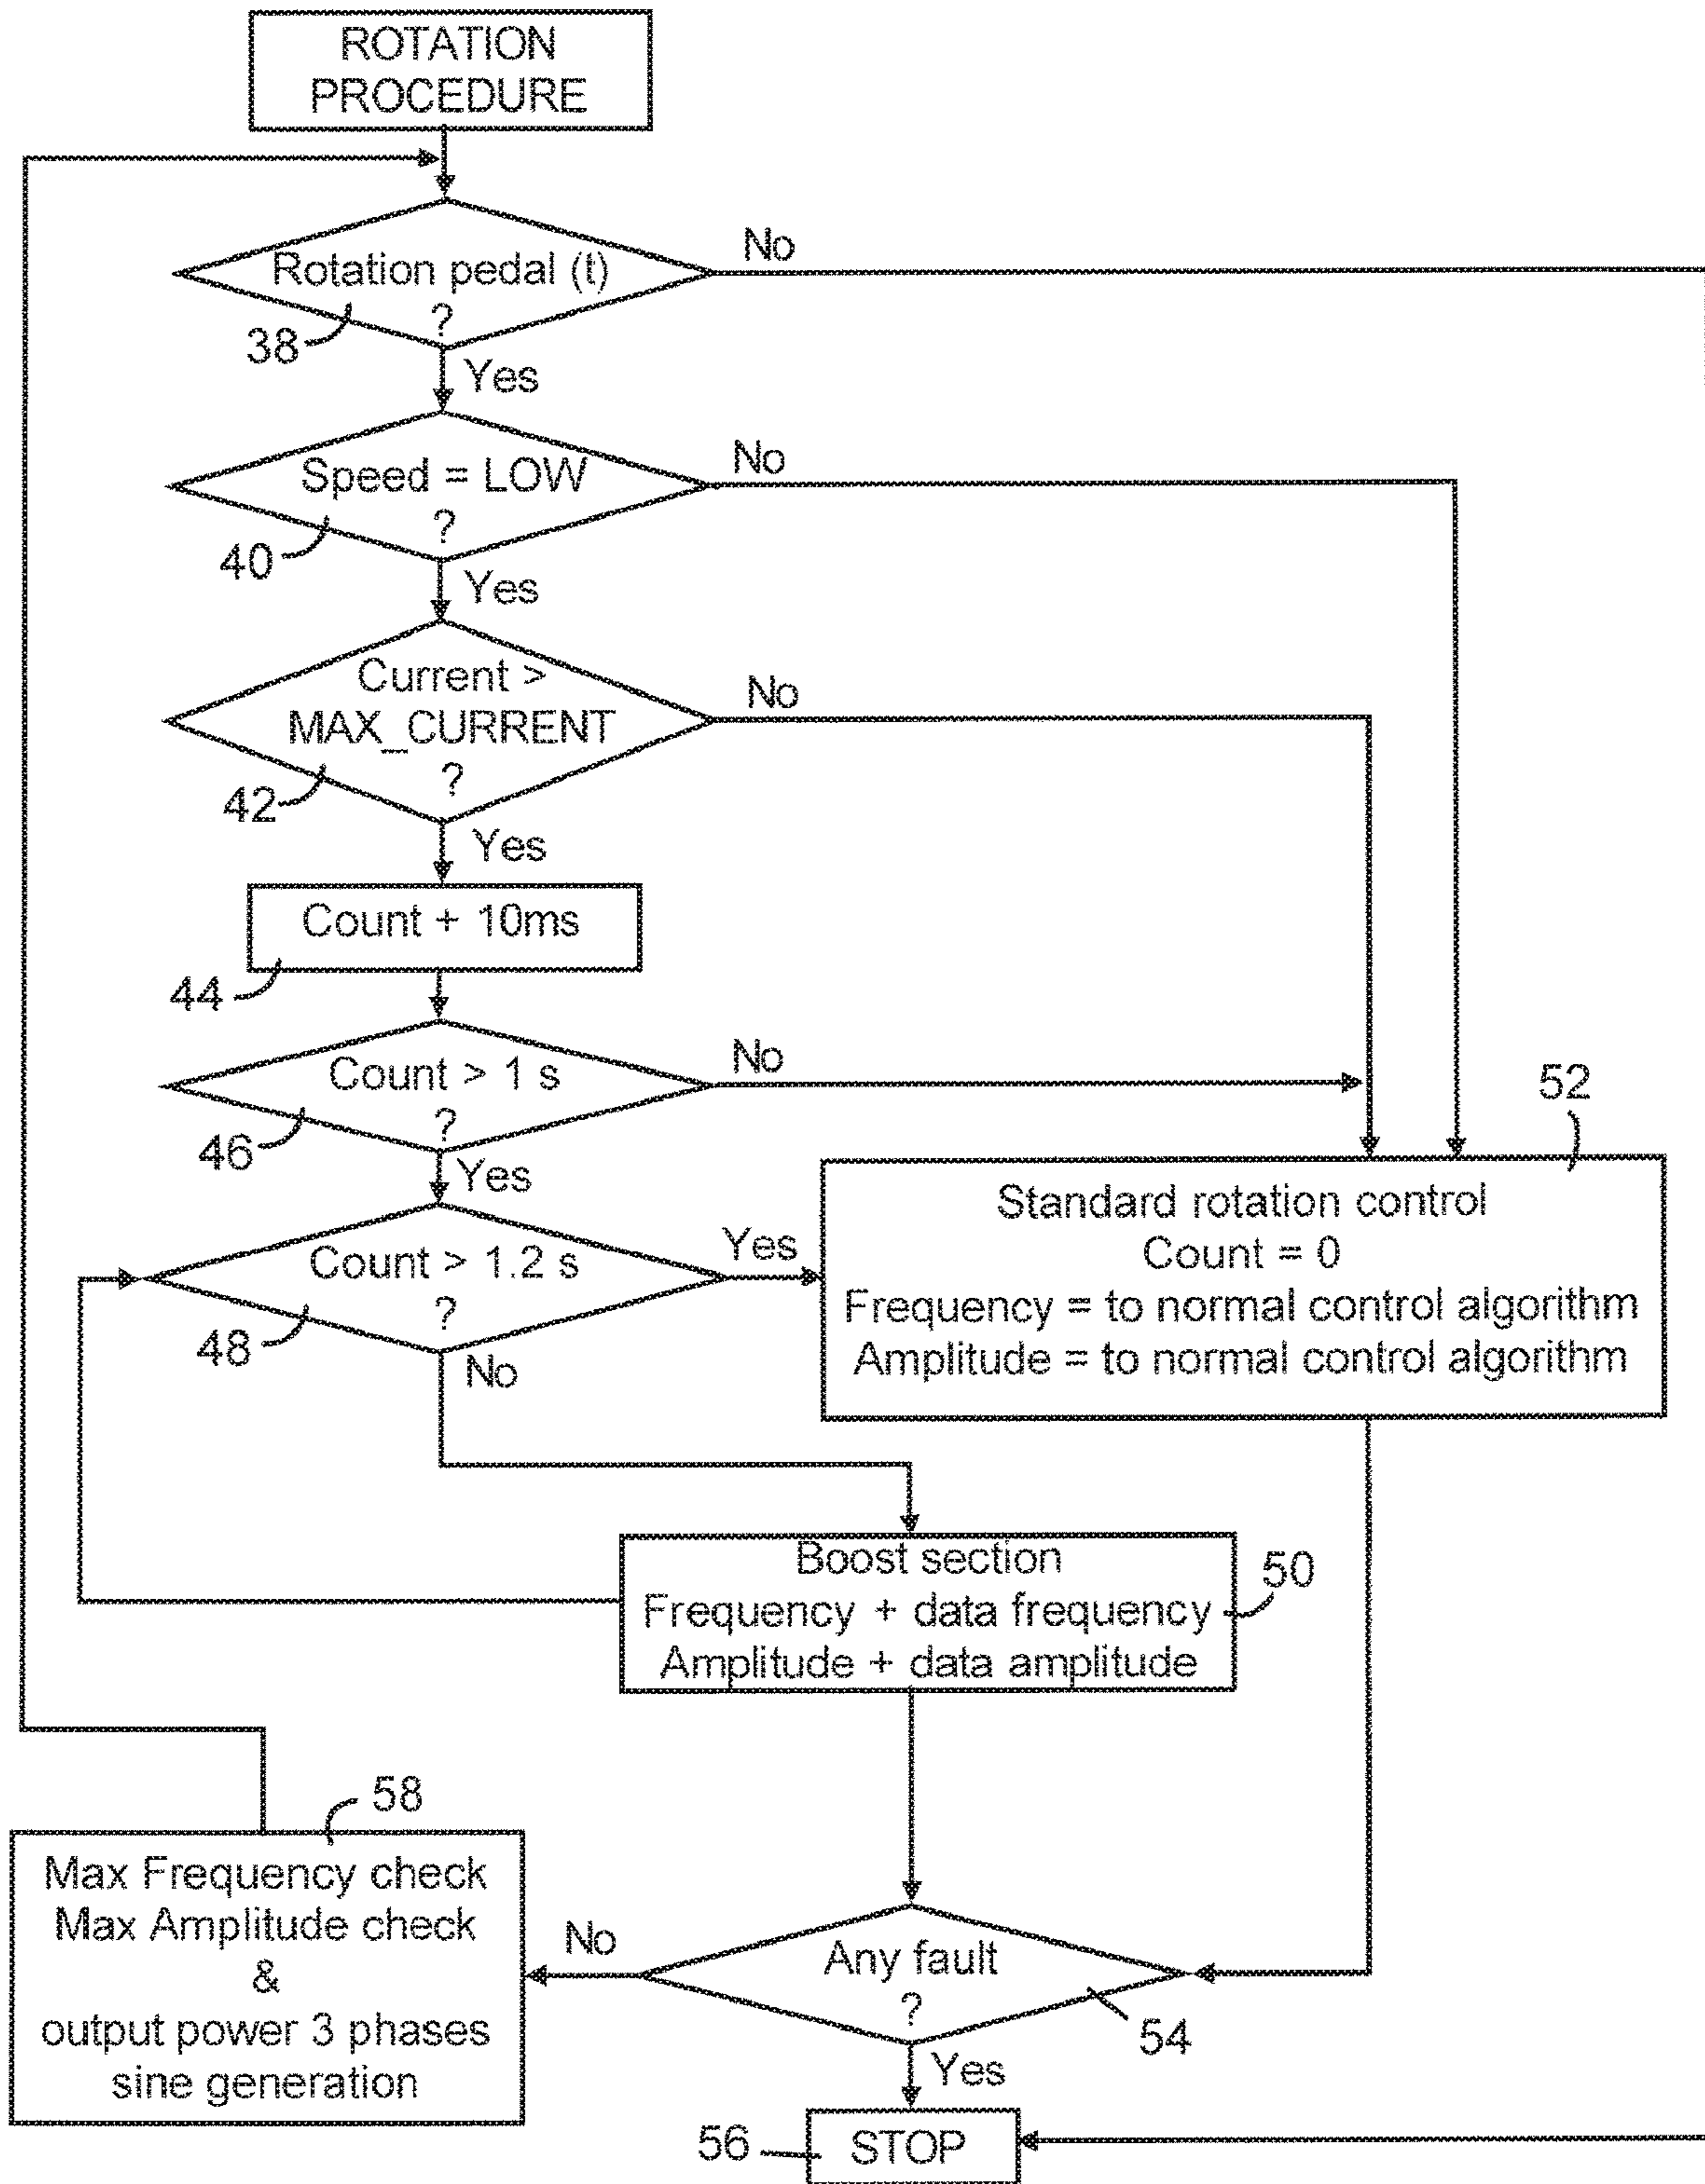 ROTATION
PROCEDURE
Rotation pedal (t)
?
No
38
Yes
Speed = LOW
?
No
40
Yes
Current >
MAX_CURRENT
?
No
42
Yes
Count + 10ms
44
Count > 1 s
?
No
46
Yes
Count > 1.2 s
?
Yes
48
No
52
Standard rotation control
Count = 0
Frequency = to normal control algorithm
Amplitude = to normal control algorithm
Boost section
Frequency + data frequency
Amplitude + data amplitude
50
58
Max Frequency check
Max Amplitude check
&
output power 3 phases
sine generation
No
Any fault
?
54
Yes
56
STOP